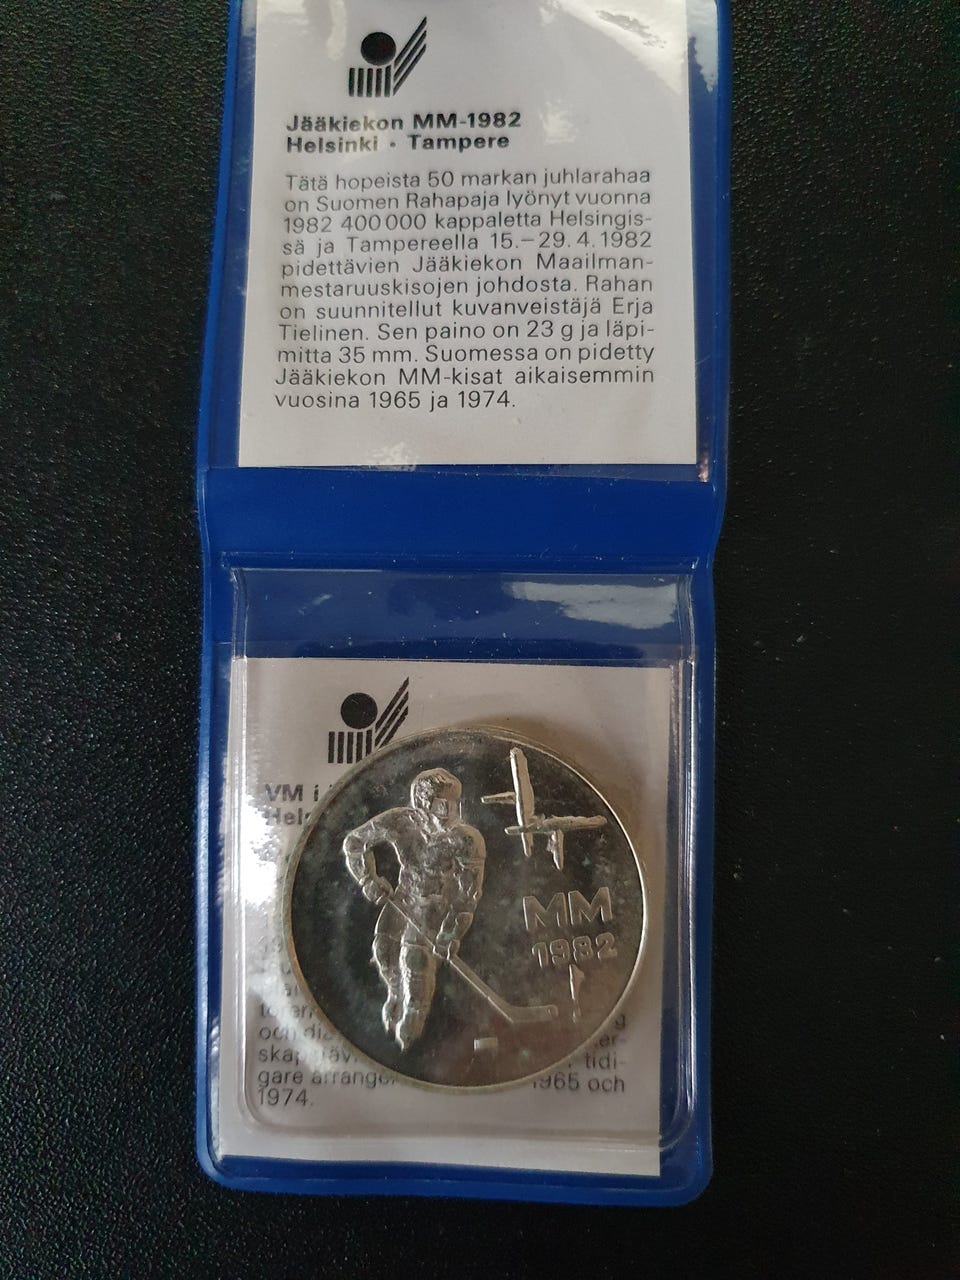 Jääkiekon MM-1982
Helsinki • Tampere
Tätä hopeista 50 markan juhlarahaa
on Suomen Rahapaja lyönyt vuonna
1982 400 000 kappaletta Helsingis-
sä ja Tampereella 15.–29.4.1982
pidettävien Jääkiekon Maailman-
mestaruuskisojen johdosta. Rahan
on suunnitellut kuvanveistäjä Erja
Tielinen. Sen paino on 23 g ja läpi-
mitta 35 mm. Suomessa on pidetty
Jääkiekon MM-kisat aikaisemmin
vuosina 1965 ja 1974.
VM i
MM
1982
g
och
tidi-
gare 1965 och
1974.